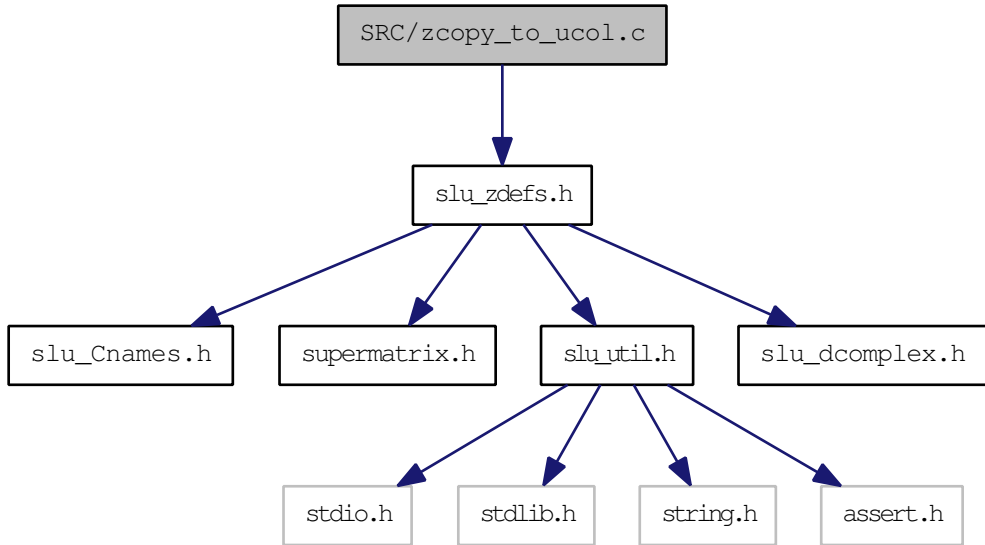 SRC/zcopy_to_ucol.c
slu_zdefs.h
slu_Cnames.h
supermatrix.h
slu_util.h
slu_dcomplex.h
stdio.h
stdlib.h
string.h
assert.h